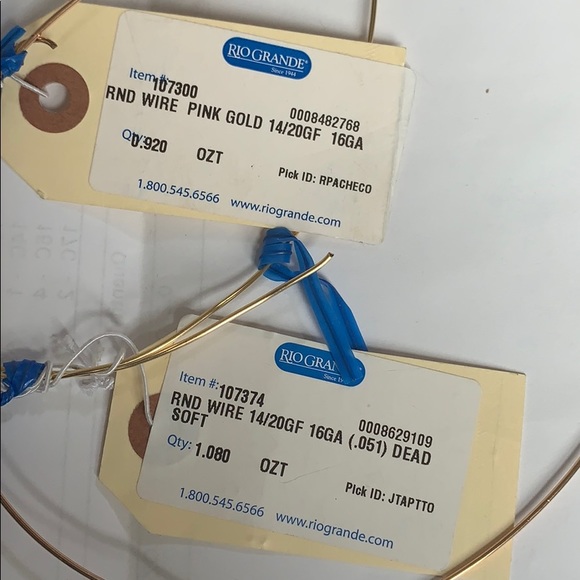 RIO GRANDE®
Since 1944
Item #: 107300
0008482768
RND WIRE PINK GOLD 14/20GF 16GA
Qty: 0.920 OZT
Pick ID: RPACHECO
1.800.545.6566 www.riogrande.com
RIO GRA
Since
Item #: 107374
0008629109
RND WIRE 14/20GF 16GA (.051) DEAD
SOFT
Qty: 1.080 OZT
Pick ID: JTAPTTO
1.800.545.6566 www.riogrande.com